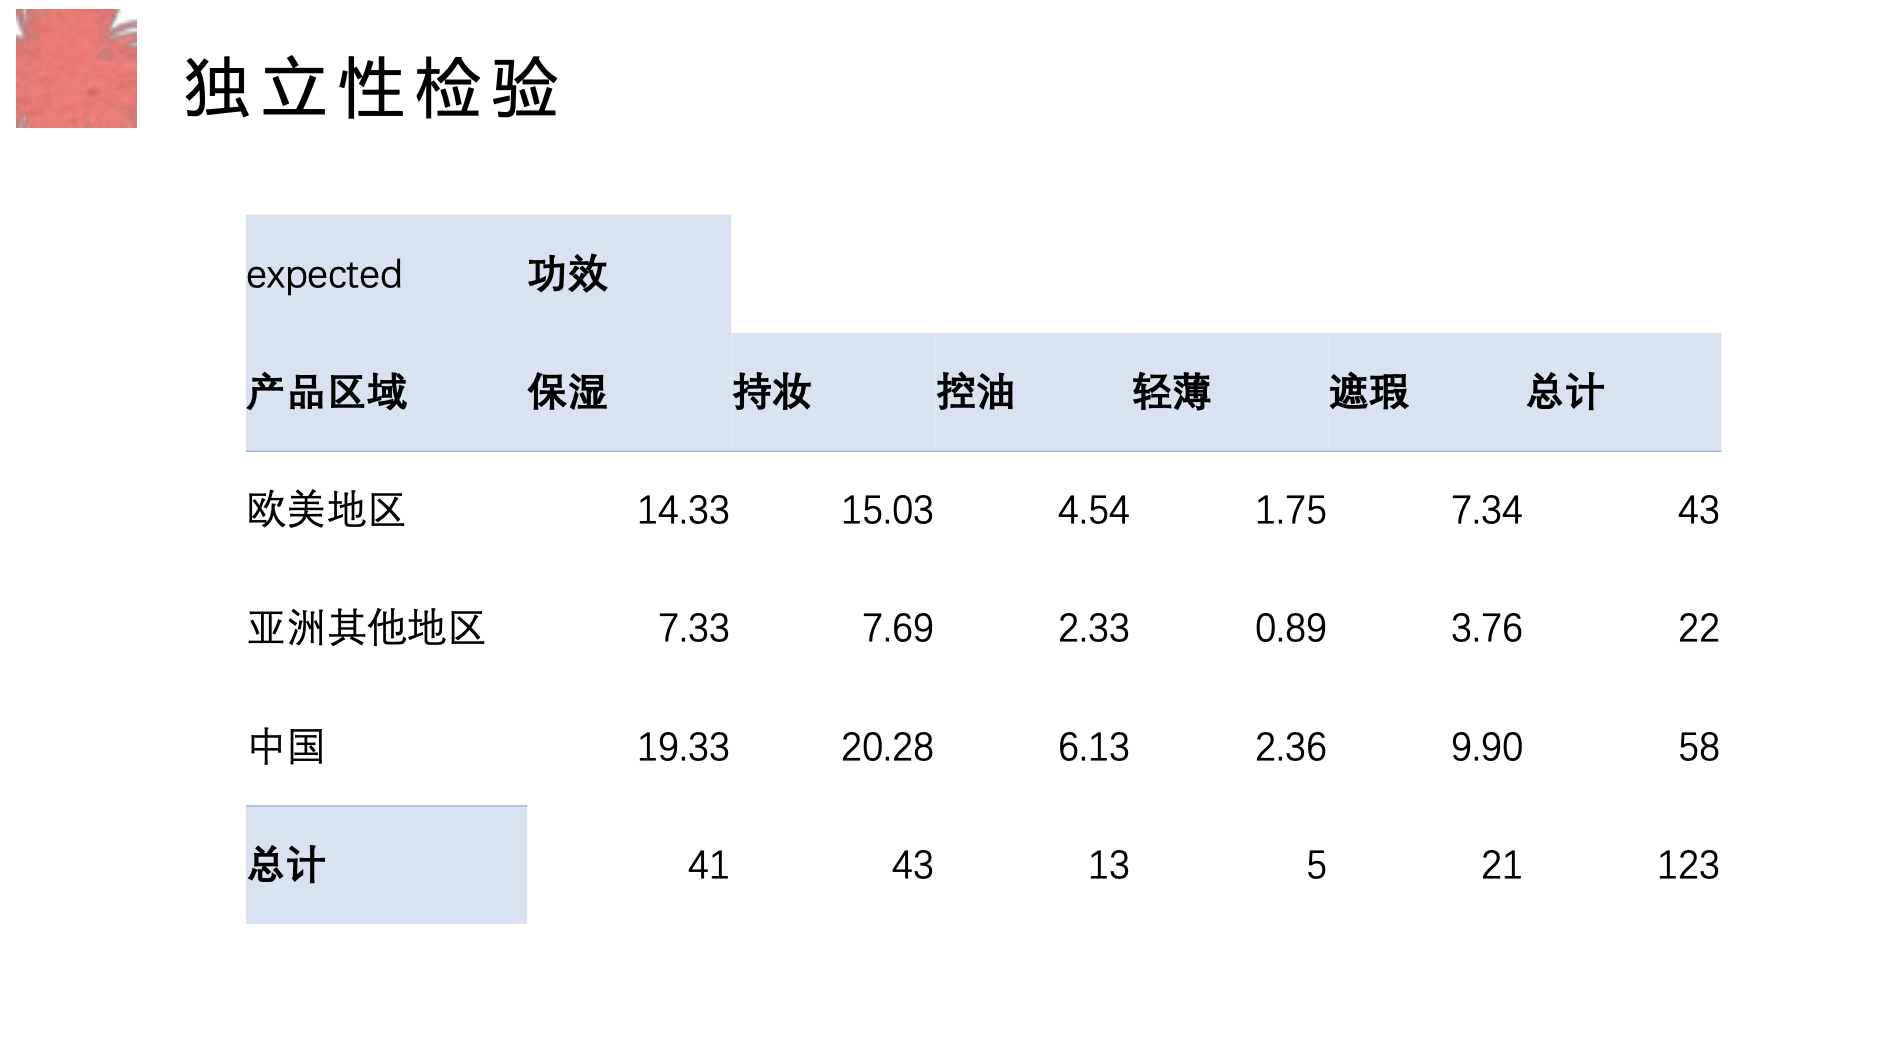 独立性检验
expected 功效
产品区域 保湿 持妆 控油 轻薄 遮瑕 总计
欧美地区 14.33 15.03 4.54 1.75 7.34 43
亚洲其他地区 7.33 7.69 2.33 0.89 3.76 22
中国 19.33 20.28 6.13 2.36 9.90 58
总计 41 43 13 5 21 123